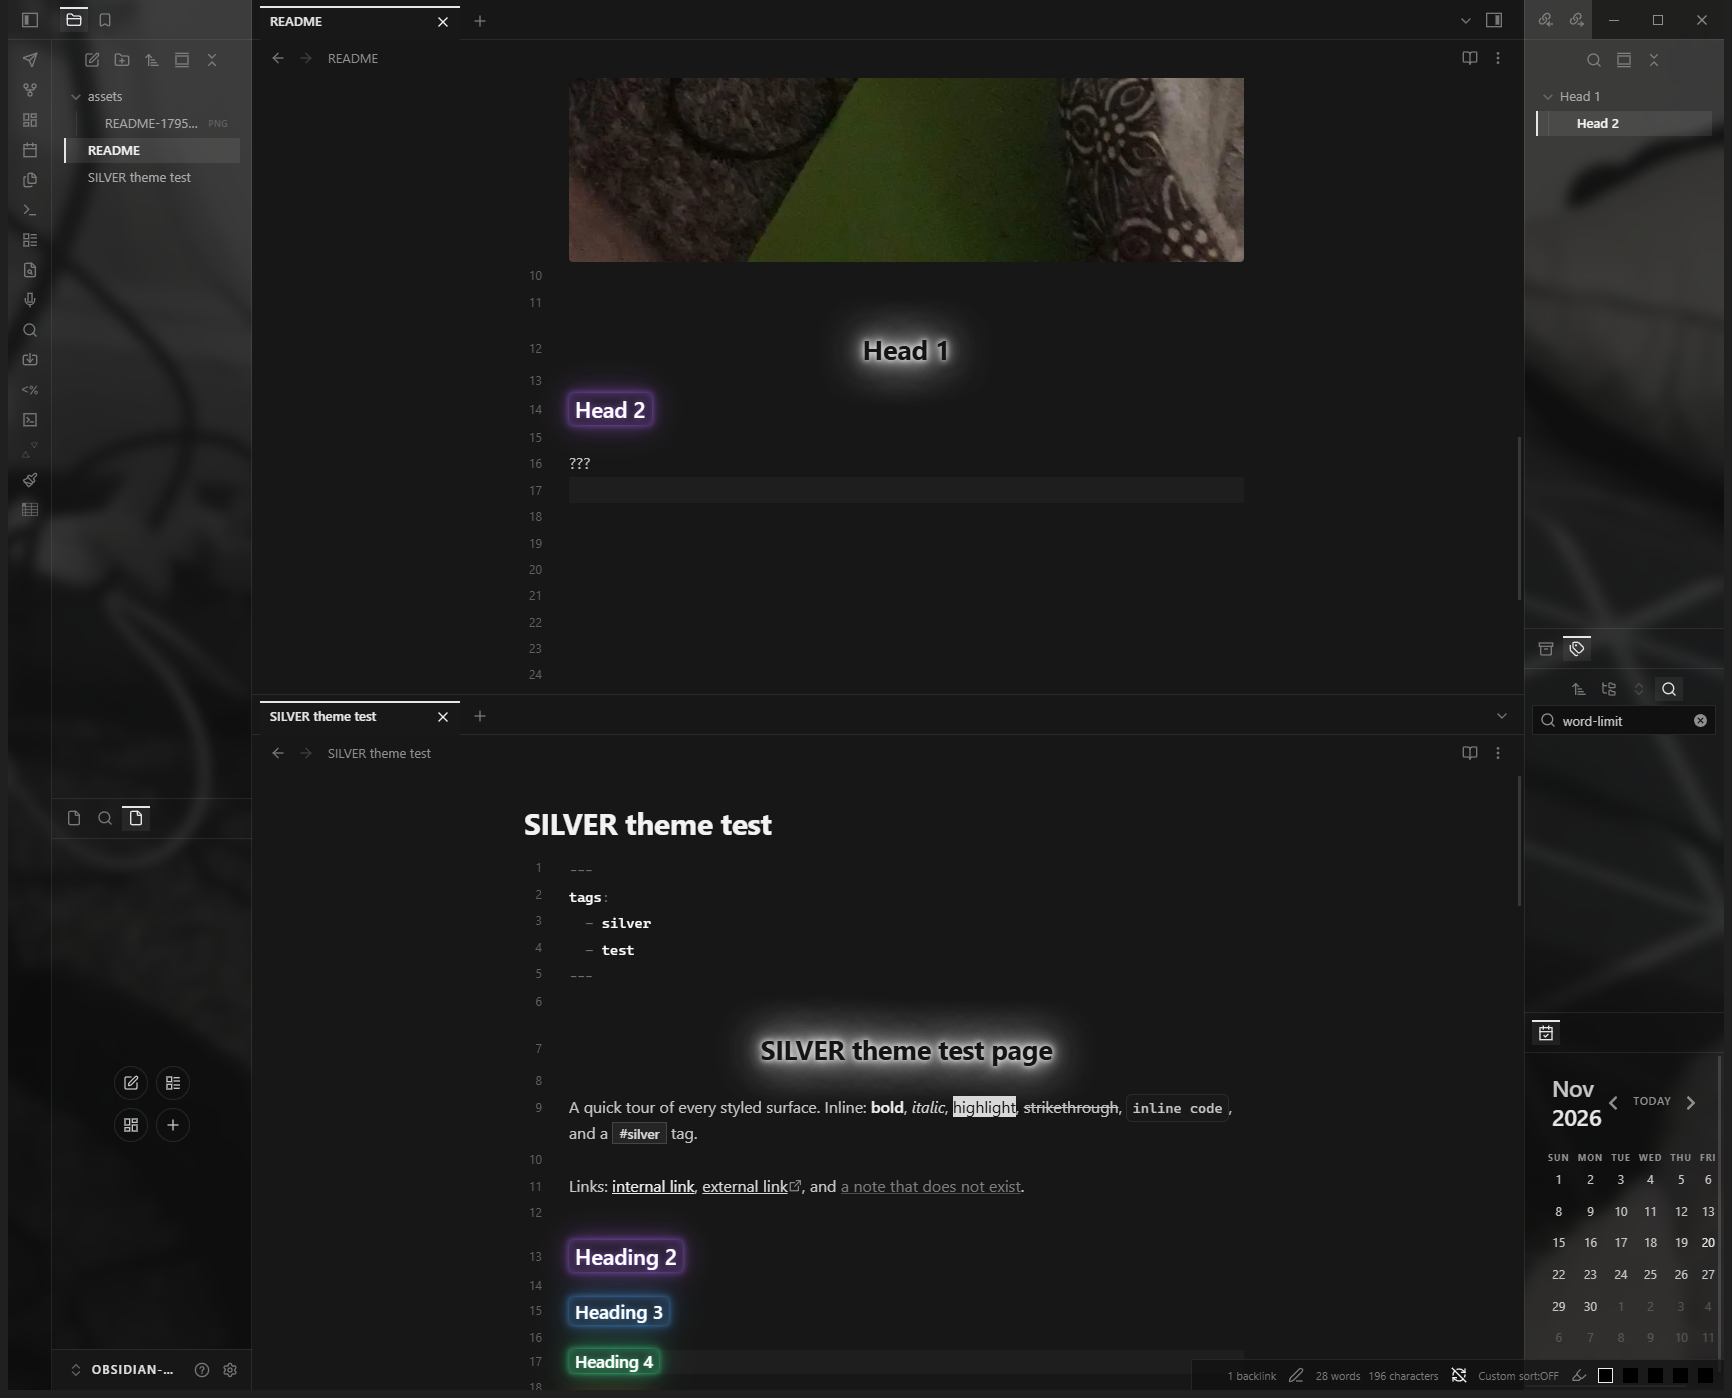 README
README
assets
README-1795... PNG
README
SILVER theme test
<%
10
11
12 Head 1
13
14 Head 2
15
16 ???
17
18
19
20
21
22
23
24
Head 1
Head 2
word-limit
SILVER theme test
SILVER theme test
SILVER theme test
1 ---
2 tags:
3 - silver
4 - test
5 ---
6
7 SILVER theme test page
8
9 A quick tour of every styled surface. Inline: bold, italic, highlight, strikethrough, inline code,
and a #silver tag.
10
11 Links: internal link, external link, and a note that does not exist.
12
13 Heading 2
14
15 Heading 3
16
17 Heading 4
18
Nov
2026
TODAY
SUN MON TUE WED THU FRI
1 2 3 4 5 6
8 9 10 11 12 13
15 16 17 18 19 20
22 23 24 25 26 27
29 30 1 2 3 4
6 7 8 9 10 11
OBSIDIAN-...
1 backlink 28 words 196 characters Custom sort:OFF